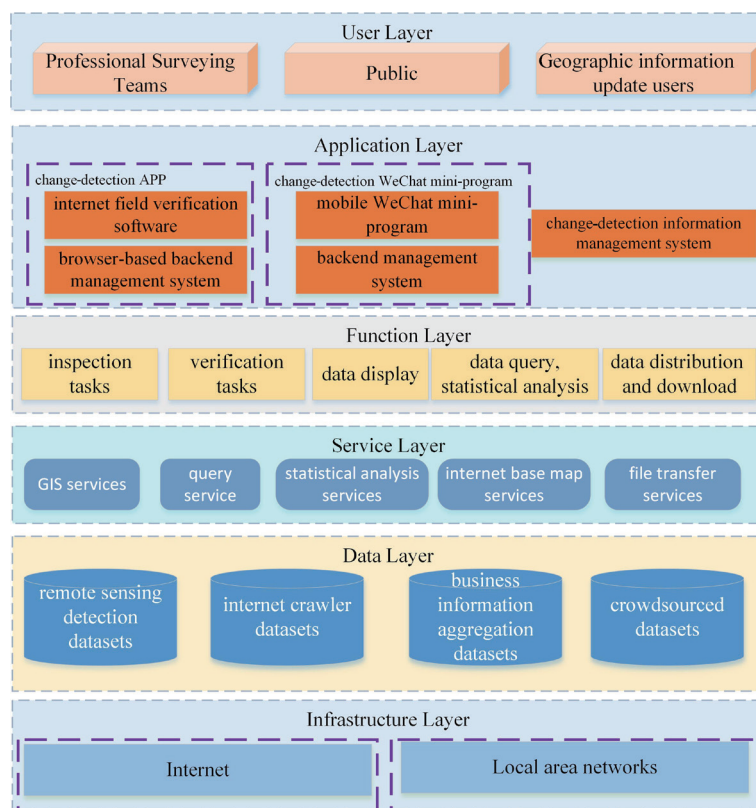 User Layer
Professional Surveying
Teams
Public
Geographic information
update users
Application Layer
change-detection APP
internet field verification
software
browser-based backend
management system
change-detection WeChat mini-program
mobile WeChat mini-
program
backend management
system
change-detection information
management system
Function Layer
inspection
tasks
verification
tasks
data display
data query,
statistical analysis
data distribution
and download
Service Layer
GIS services
query
service
statistical analysis
services
internet base map
services
file transfer
services
Data Layer
remote sensing
detection
datasets
internet crawler
datasets
business
information
aggregation
datasets
crowdsourced
datasets
Infrastructure Layer
Internet
Local area networks